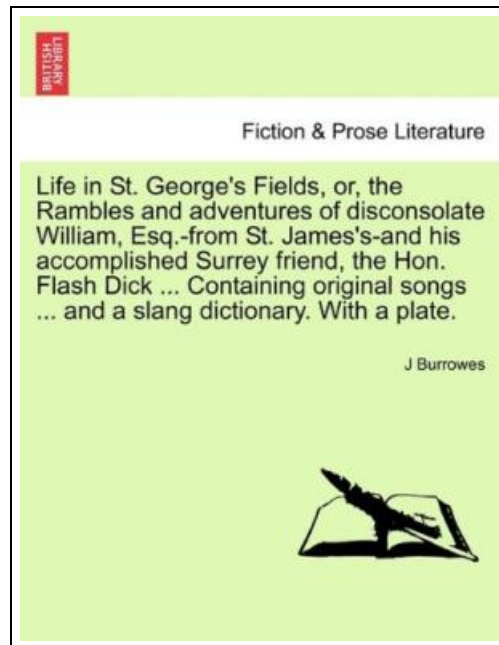 BRITISH
LIBRARY
Fiction & Prose Literature
Life in St. George's Fields, or, the
Rambles and adventures of disconsolate
William, Esq.-from St. James's-and his
accomplished Surrey friend, the Hon.
Flash Dick ... Containing original songs
... and a slang dictionary. With a plate.
J Burrowes